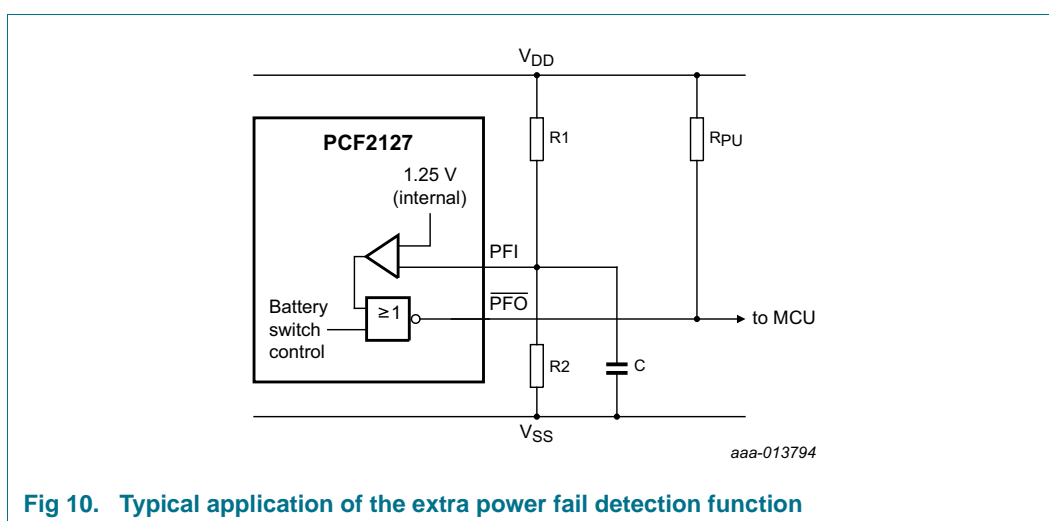 VDD
PCF2127
R1
RPU
1.25 V
(internal)
PFI
PFO
Battery
switch
control
≥1
to MCU
R2
C
VSS
aaa-013794
Fig 10. Typical application of the extra power fail detection function